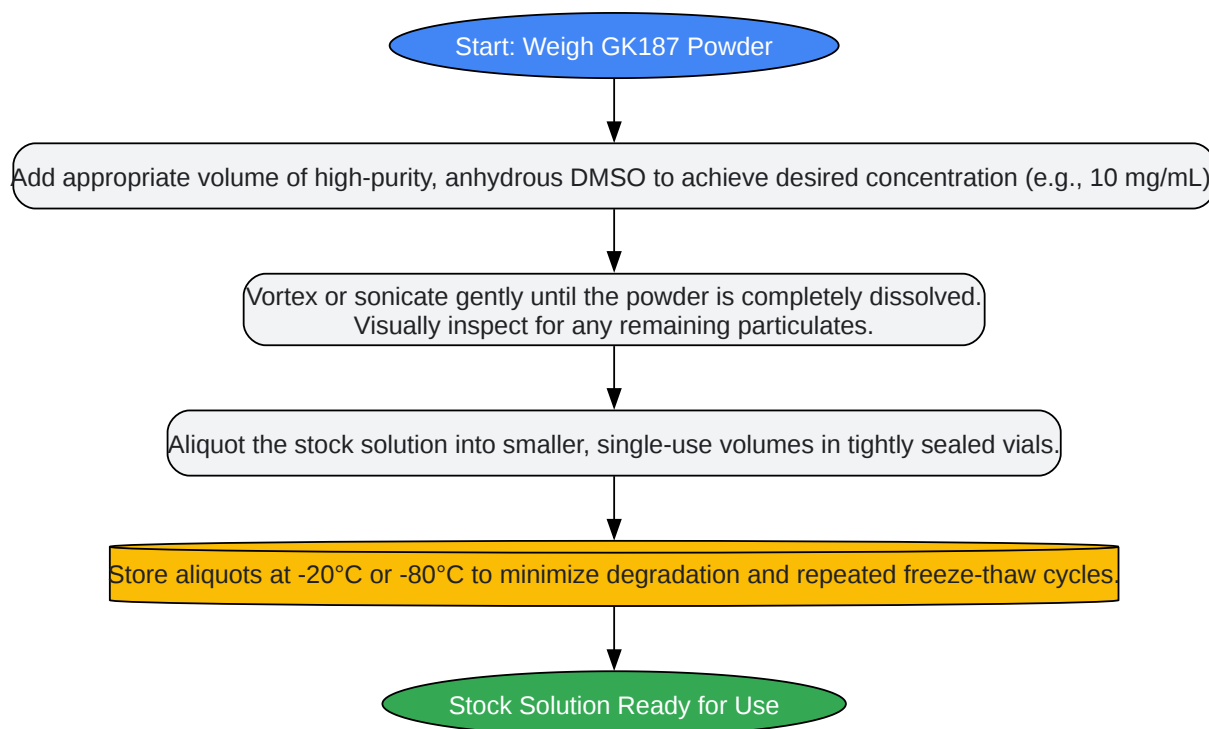 Start: Weigh GK187 Powder
Add appropriate volume of high-purity, anhydrous DMSO to achieve desired concentration (e.g., 10 mg/mL)
Vortex or sonicate gently until the powder is completely dissolved.
Visually inspect for any remaining particulates.
Aliquot the stock solution into smaller, single-use volumes in tightly sealed vials.
Store aliquots at -20°C or -80°C to minimize degradation and repeated freeze-thaw cycles.
Stock Solution Ready for Use